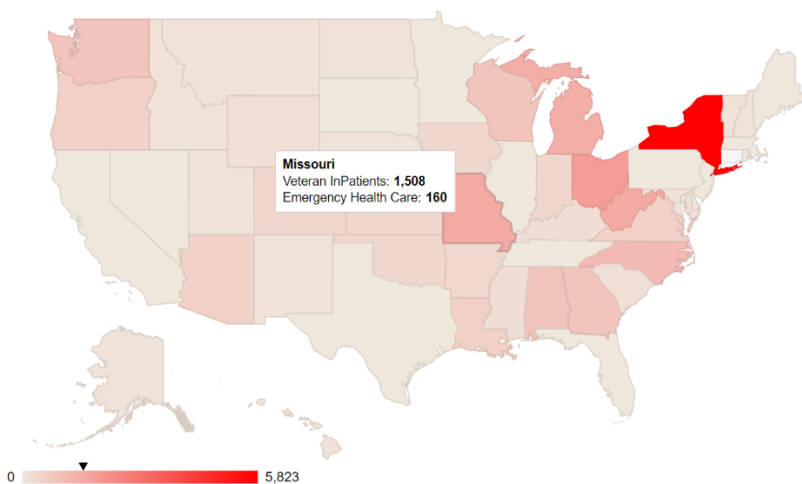 Missouri
Veteran InPatients: 1,508
Emergency Health Care: 160
0 5,823